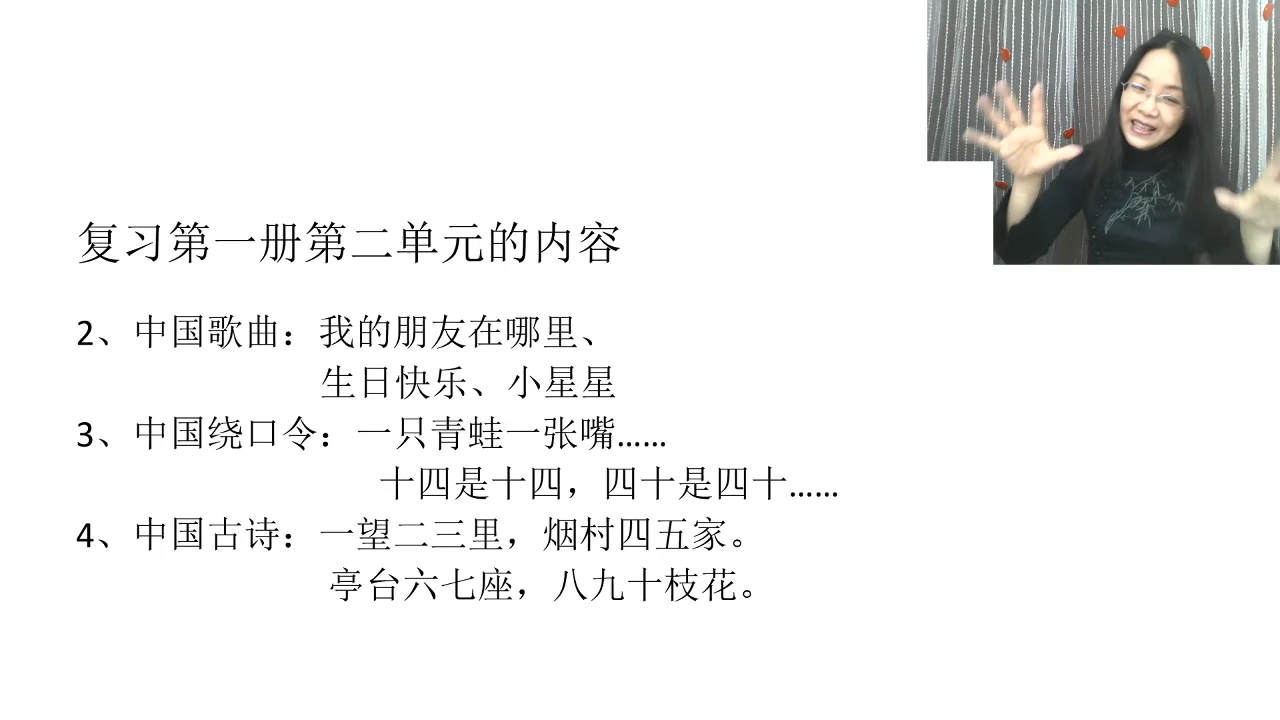 复习第一册第二单元的内容
2、中国歌曲：我的朋友在哪里、
生日快乐、小星星
3、中国绕口令：一只青蛙一张嘴……
十四是十四，四十是四十……
4、中国古诗：一望二三里，烟村四五家。
亭台六七座，八九十枝花。